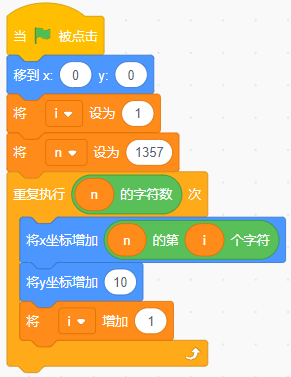 当 被点击
移到 x: 0 y: 0
将 i 设为 1
将 n 设为 1357
重复执行 n 的字符数 次
将x坐标增加 n 的第 i 个字符
将y坐标增加 10
将 i 增加 1